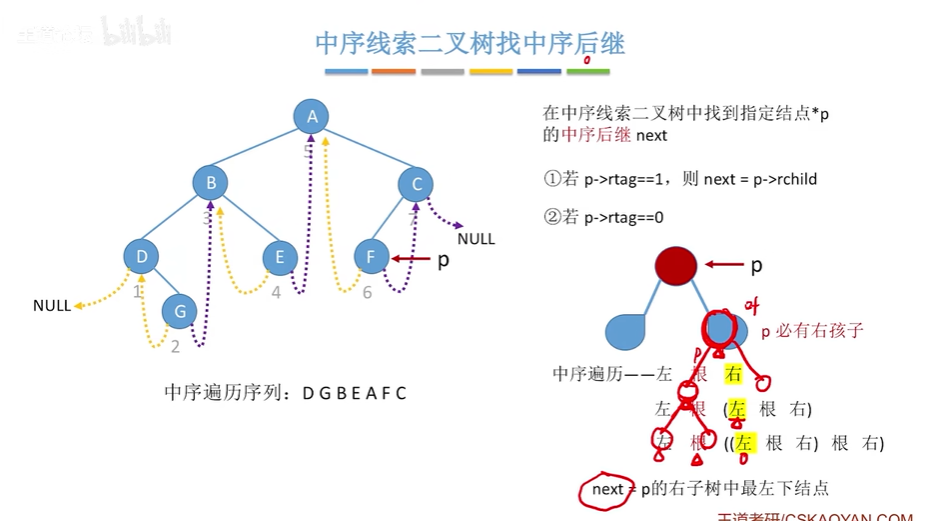 中序线索二叉树找中序后继
A
5
B
3
C
7
NULL
D
1
E
4
F
6
p
NULL
G
2
中序遍历序列：D G B E A F C
在中序线索二叉树中找到指定结点*p
的中序后继 next
①若 p->rtag==1，则 next = p->rchild
②若 p->rtag==0
p
p 必有右孩子
p
中序遍历——左 根 右
左 根 (左 根 右)
左 根 ((左 根 右) 根 右)
next = p的右子树中最左下结点
王道考研/CSKAOYAN.COM